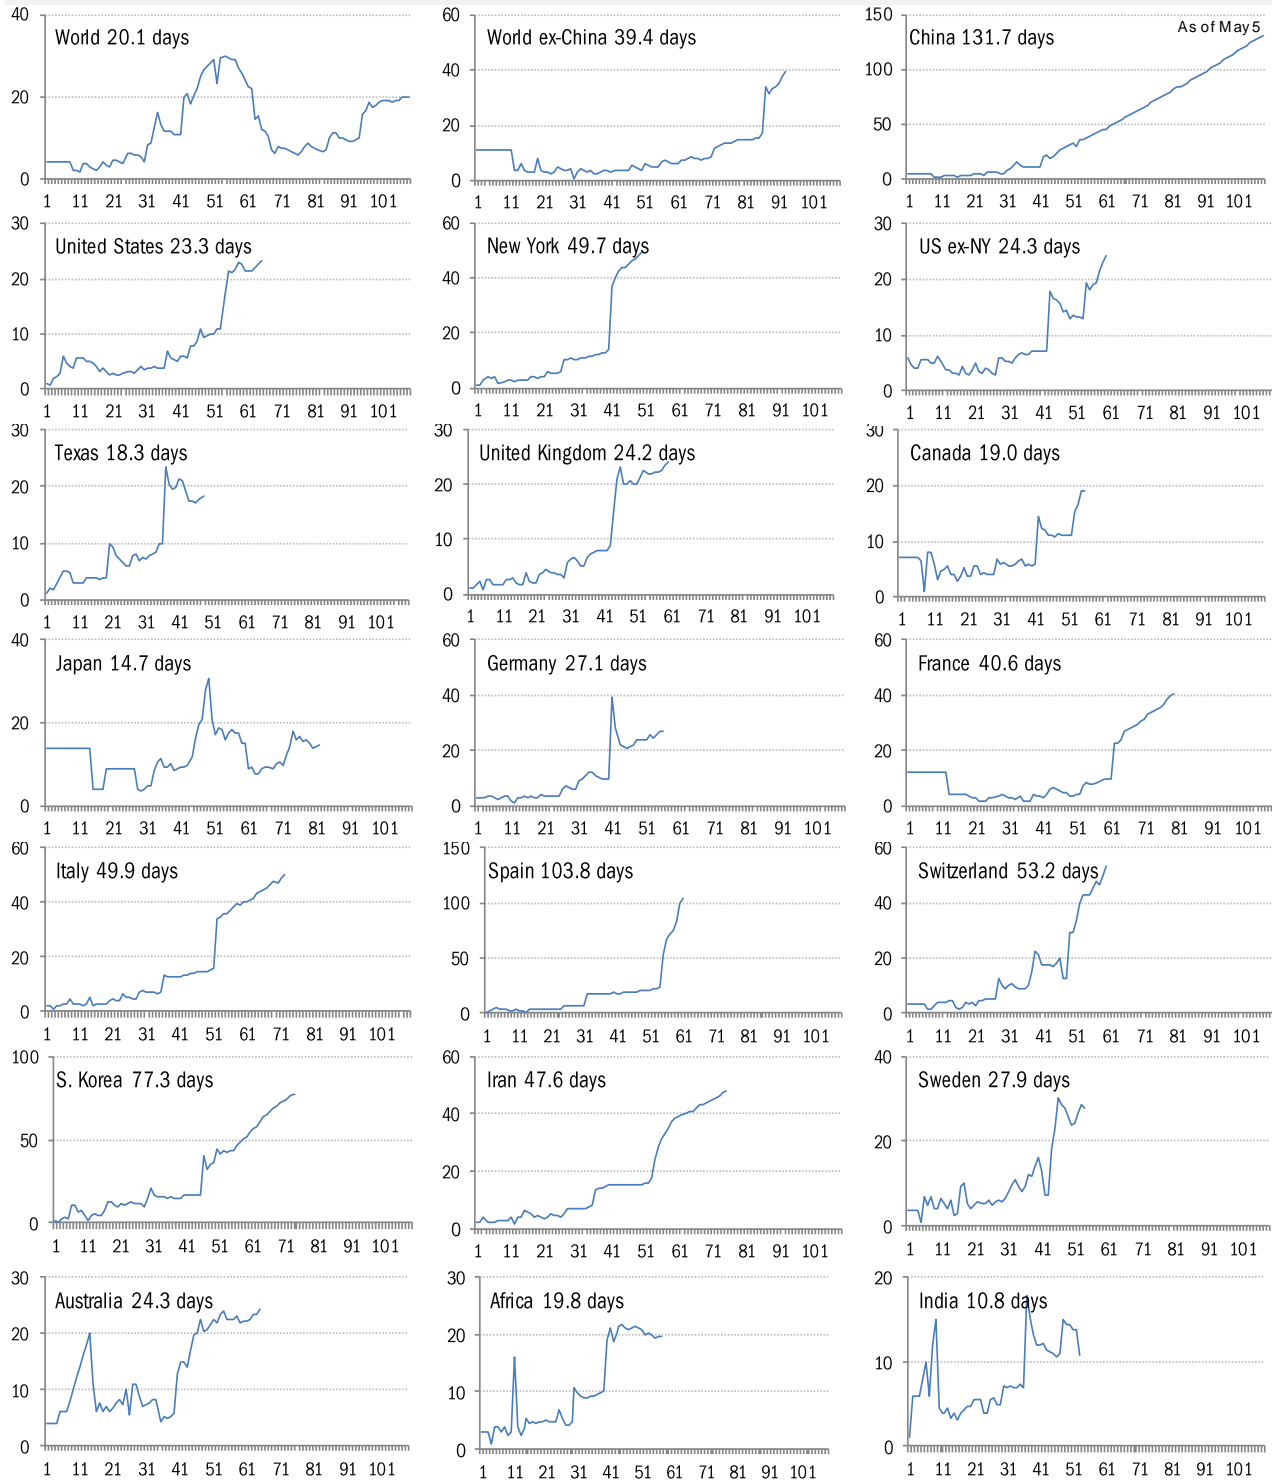 40
World 20.1 days
20
0
1 11 21 31 41 51 61 71 81 91 101
60
World ex-China 39.4 days
40
20
0
1 11 21 31 41 51 61 71 81 91 101
150
As of May 5
China 131.7 days
100
50
0
1 11 21 31 41 51 61 71 81 91 101
30
United States 23.3 days
20
10
0
1 11 21 31 41 51 61 71 81 91 101
60
New York 49.7 days
40
20
0
1 11 21 31 41 51 61 71 81 91 101
30
US ex-NY 24.3 days
20
10
0
1 11 21 31 41 51 61 71 81 91 101
30
Texas 18.3 days
20
10
0
1 11 21 31 41 51 61 71 81 91 101
30
United Kingdom 24.2 days
20
10
0
1 11 21 31 41 51 61 71 81 91 101
30
Canada 19.0 days
20
10
0
1 11 21 31 41 51 61 71 81 91 101
40
Japan 14.7 days
20
0
1 11 21 31 41 51 61 71 81 91 101
60
Germany 27.1 days
40
20
0
1 11 21 31 41 51 61 71 81 91 101
60
France 40.6 days
40
20
0
1 11 21 31 41 51 61 71 81 91 101
60
Italy 49.9 days
40
20
0
1 11 21 31 41 51 61 71 81 91 101
150
Spain 103.8 days
100
50
0
1 11 21 31 41 51 61 71 81 91 101
60
Switzerland 53.2 days
40
20
0
1 11 21 31 41 51 61 71 81 91 101
100
S. Korea 77.3 days
50
0
1 11 21 31 41 51 61 71 81 91 101
60
Iran 47.6 days
40
20
0
1 11 21 31 41 51 61 71 81 91 101
40
Sweden 27.9 days
20
0
1 11 21 31 41 51 61 71 81 91 101
30
Australia 24.3 days
20
10
0
1 11 21 31 41 51 61 71 81 91 101
30
Africa 19.8 days
20
10
0
1 11 21 31 41 51 61 71 81 91 101
20
India 10.8 days
10
0
1 11 21 31 41 51 61 71 81 91 101